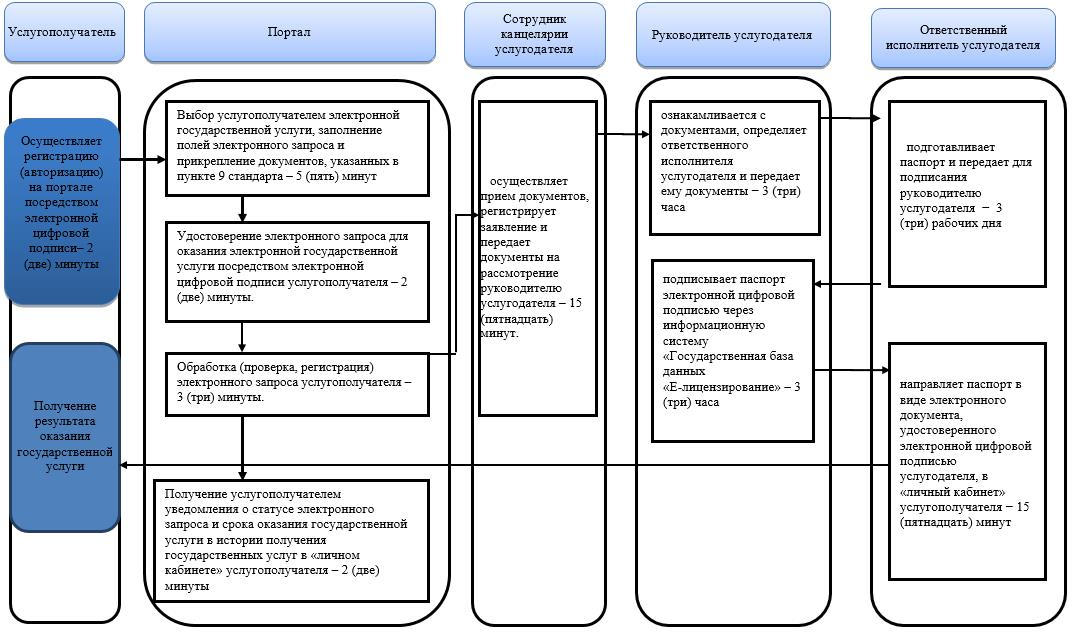 Услугополучатель
Портал
Сотрудник
канцелярии
услугодателя
Руководитель услугодателя
Ответственный
исполнитель услугодателя
Осуществляет
регистрацию
(авторизацию)
на портале
посредством
электронной
цифровой
подписи– 2
(две) минуты
Получение
результата
оказания
государственной
услуги
Выбор услугополучателем электронной
государственной услуги, заполнение
полей электронного запроса и
прикрепление документов, указанных в
пункте 9 стандарта – 5 (пять) минут
Удостоверение электронного запроса для
оказания электронной государственной
услуги посредством электронной
цифровой подписи услугополучателя – 2
(две) минуты.
Обработка (проверка, регистрация)
электронного запроса услугополучателя –
3 (три) минуты.
Получение услугополучателем
уведомления о статусе электронного
запроса и срока оказания государственной
услуги в истории получения
государственных услуг в «личном
кабинете» услугополучателя – 2 (две)
минуты
осуществляет
прием документов,
регистрирует
заявление и
передает
документы на
рассмотрение
руководителю
услугодателя – 15
(пятнадцать)
минут.
ознакамливается с
документами, определяет
ответственного
исполнителя
услугодателя и передает
ему документы – 3 (три)
часа
подписывает паспорт
электронной цифровой
подписью через
информационную
систему
«Государственная база
данных
«Е-лицензирование» – 3
(три) часа
подготавливает
паспорт и передает для
подписания
руководителю
услугодателя – 3
(три) рабочих дня
направляет паспорт в
виде электронного
документа,
удостоверенного
электронной цифровой
подписью
услугодателя, в
«личный кабинет»
услугополучателя – 15
(пятнадцать) минут